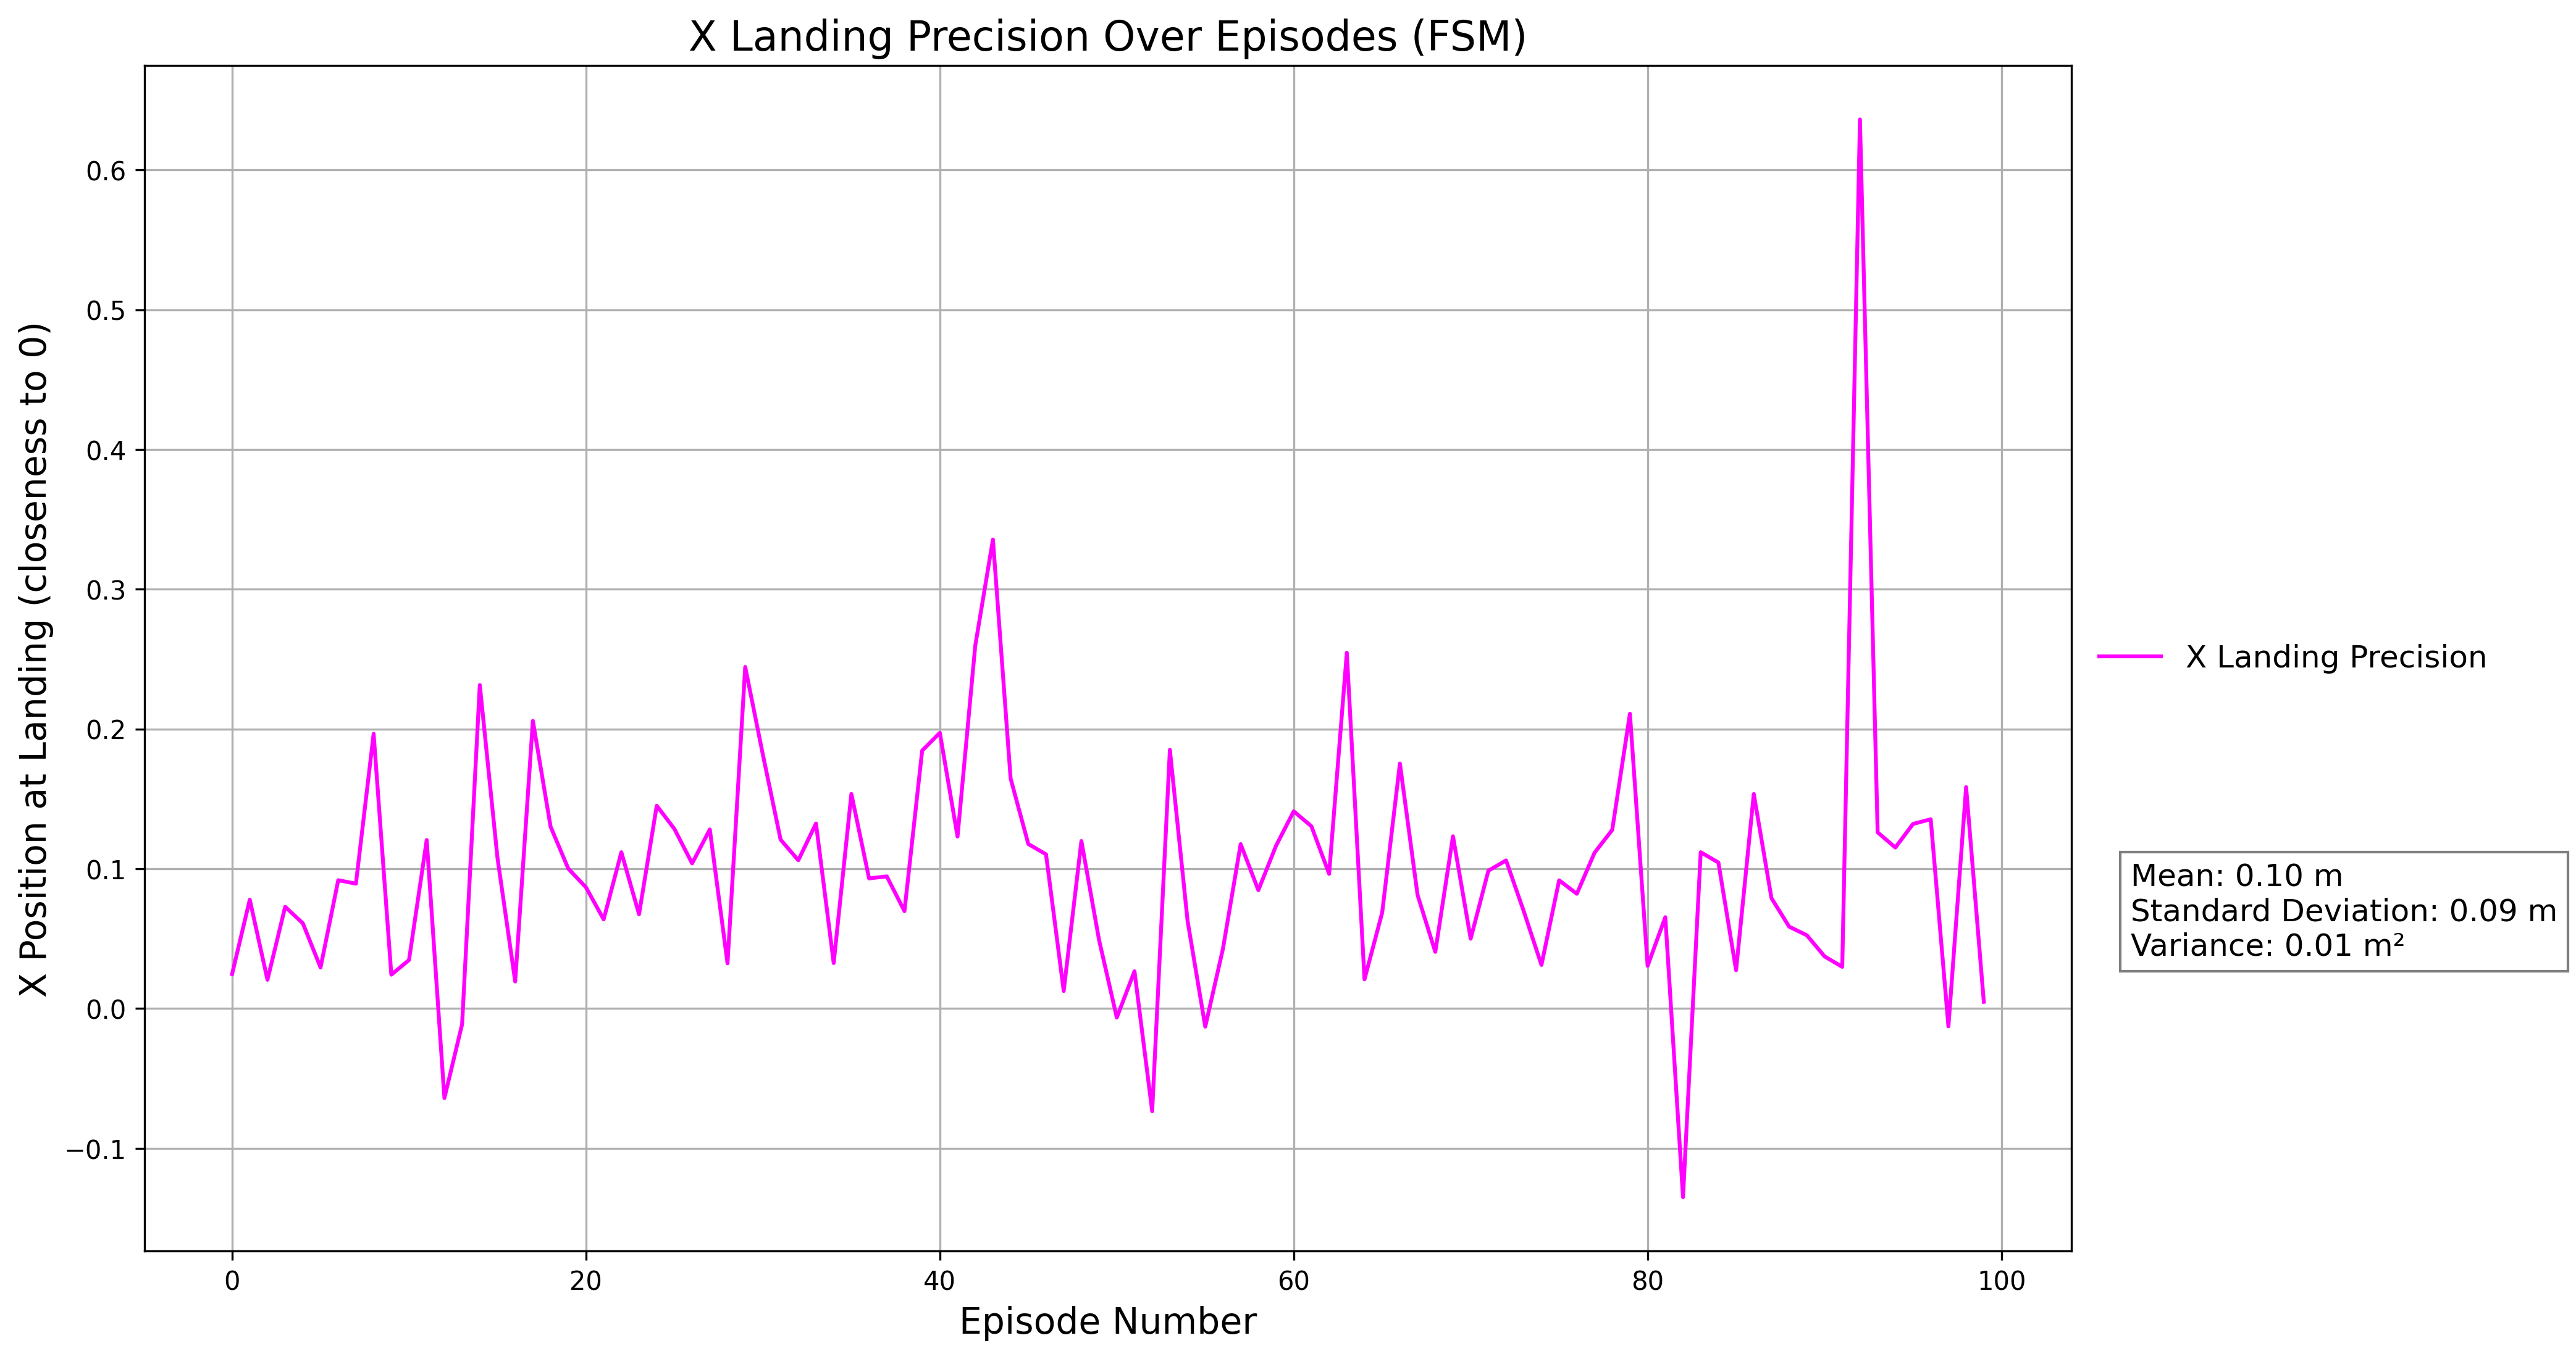 X Landing Precision Over Episodes (FSM)
X Position at Landing (closeness to 0)
0.6
0.5
0.4
0.3
0.2
0.1
0.0
−0.1
0
20
40
60
80
100
Episode Number
X Landing Precision
Mean: 0.10 m
Standard Deviation: 0.09 m
Variance: 0.01 m²